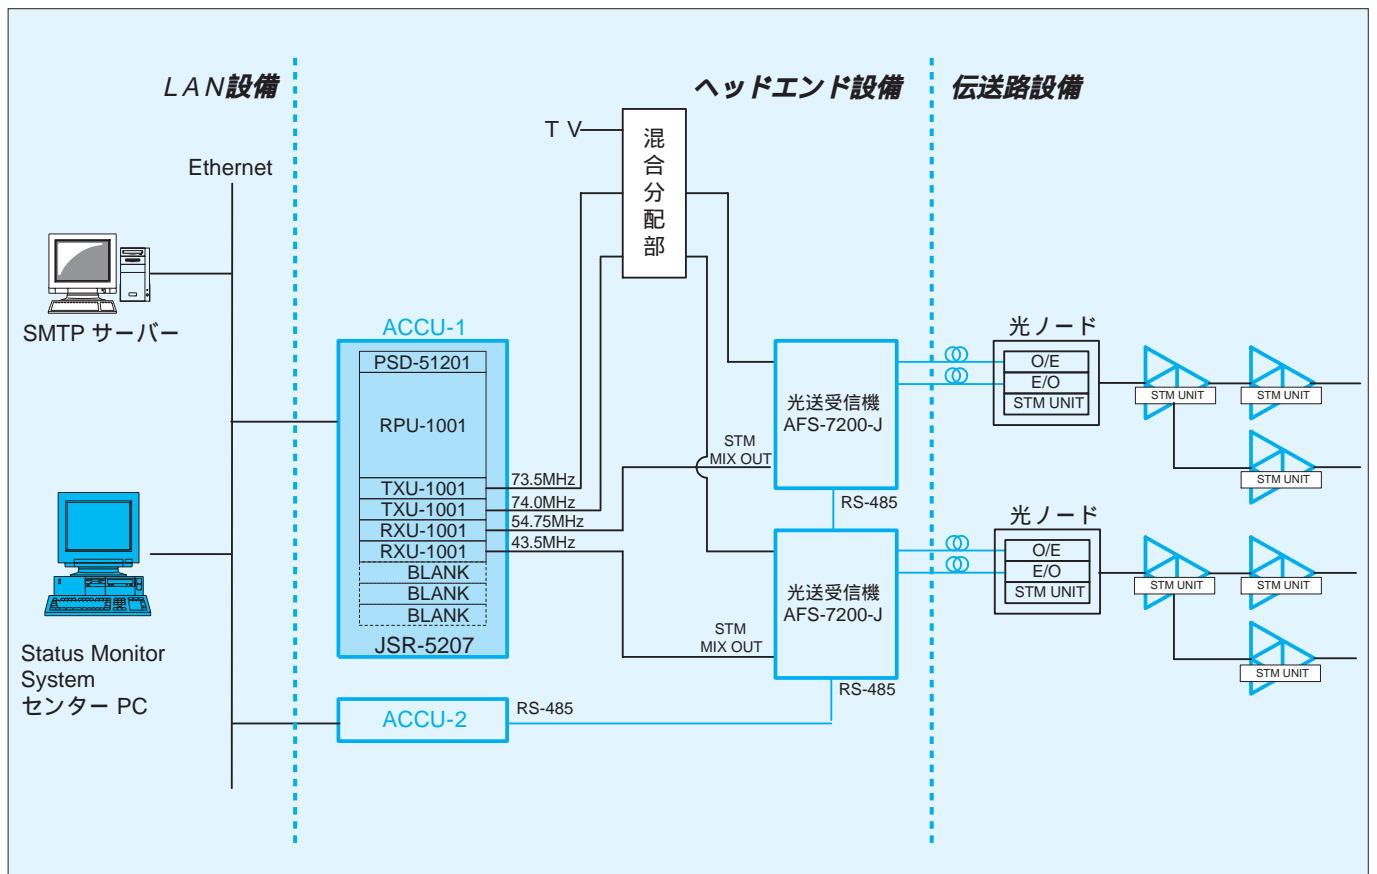 LAN設備
ヘッドエンド設備
伝送路設備
TV
混
合
分
配
部
Ethernet
SMTP サーバー
Status Monitor
System
センター PC
ACCU-1
PSD-51201
RPU-1001
TXU-1001
TXU-1001
RXU-1001
RXU-1001
BLANK
BLANK
BLANK
JSR-5207
73.5MHz
74.0MHz
54.75MHz
43.5MHz
ACCU-2
RS-485
STM
MIX OUT
STM
MIX OUT
光送受信機
AFS-7200-J
RS-485
光送受信機
AFS-7200-J
RS-485
光ノード
O/E
E/O
STM UNIT
STM UNIT
STM UNIT
STM UNIT
光ノード
O/E
E/O
STM UNIT
STM UNIT
STM UNIT
STM UNIT